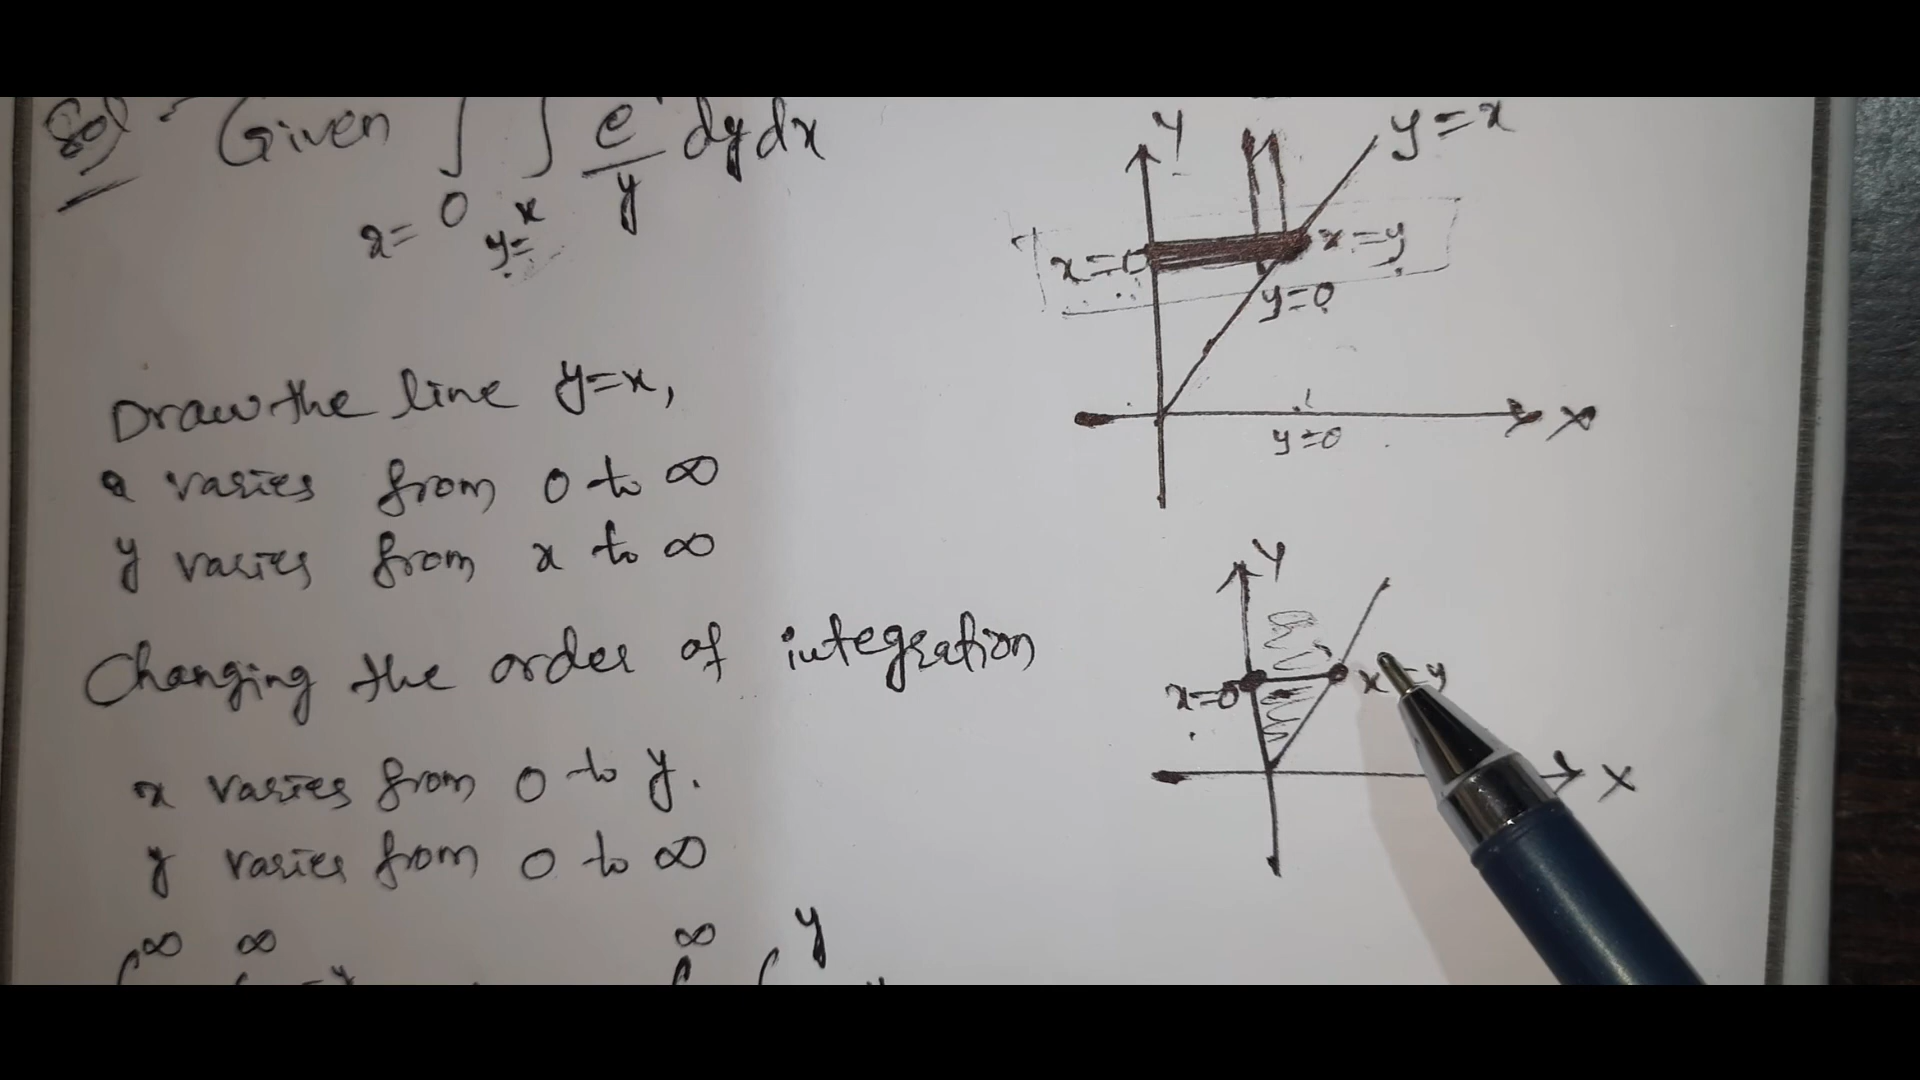 Sol:- Given ∫ ∫ e/y dy dx
x= 0 y= x
Draw the line y=x,
x varies from 0 to ∞
y varies from x to ∞
Changing the order of integration
x varies from 0 to y.
y varies from 0 to ∞
∞ ∞ ∞ y
Y
y=x
x=0 x=y
y=0
X
y=0
Y
x=0 x=y
X